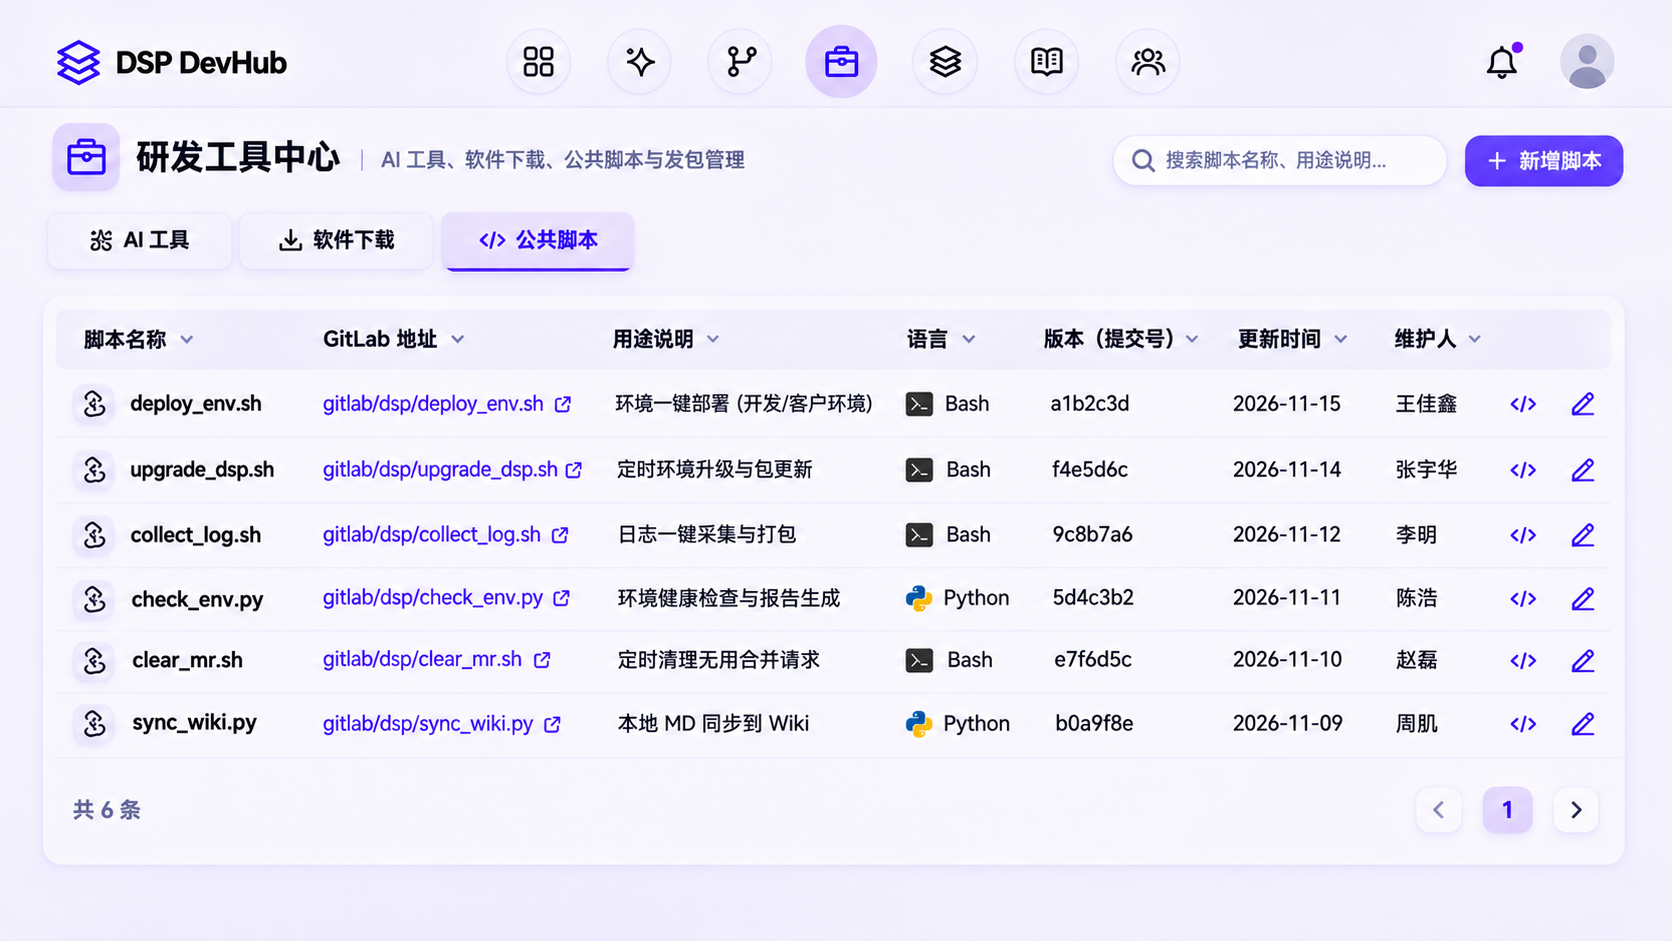 DSP DevHub
研发工具中心 | AI 工具、软件下载、公共脚本与发包管理
搜索脚本名称、用途说明...
+ 新增脚本
AI 工具
软件下载
</> 公共脚本
脚本名称 GitLab 地址 用途说明 语言 版本（提交号） 更新时间 维护人
deploy_env.sh gitlab/dsp/deploy_env.sh 环境一键部署 (开发/客户环境) Bash a1b2c3d 2026-11-15 王佳鑫 </>
upgrade_dsp.sh gitlab/dsp/upgrade_dsp.sh 定时环境升级与包更新 Bash f4e5d6c 2026-11-14 张宇华 </>
collect_log.sh gitlab/dsp/collect_log.sh 日志一键采集与打包 Bash 9c8b7a6 2026-11-12 李明 </>
check_env.py gitlab/dsp/check_env.py 环境健康检查与报告生成 Python 5d4c3b2 2026-11-11 陈浩 </>
clear_mr.sh gitlab/dsp/clear_mr.sh 定时清理无用合并请求 Bash e7f6d5c 2026-11-10 赵磊 </>
sync_wiki.py gitlab/dsp/sync_wiki.py 本地 MD 同步到 Wiki Python b0a9f8e 2026-11-09 周肌 </>
共 6 条
1